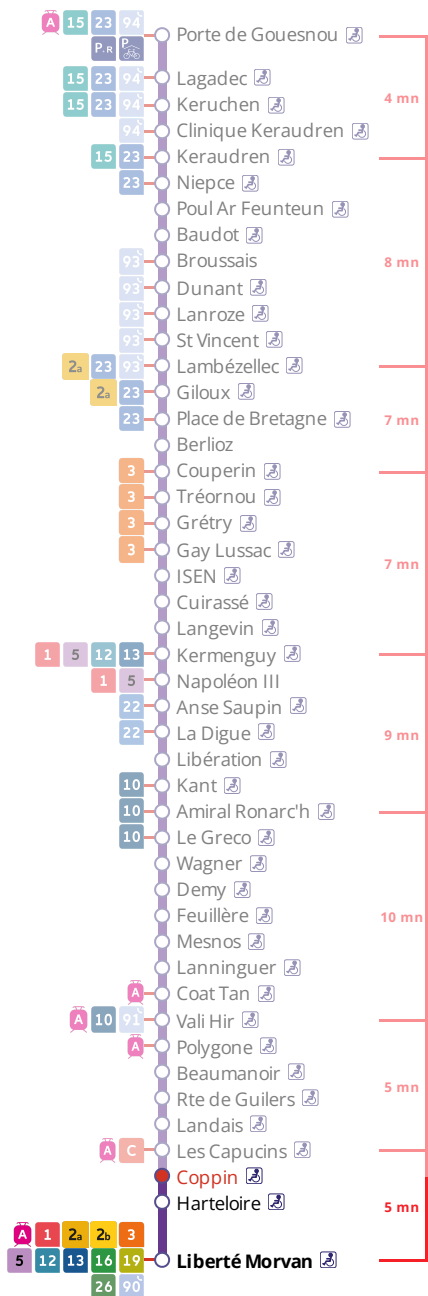 A 15 23 94
P+R P
Porte de Gouesnou
15 23 94 Lagadec
4 mn
15 23 94 Keruchen
94 Clinique Keraudren
15 23 Keraudren
23 Niepce
Poul Ar Feunteun
Baudot
93 Broussais
8 mn
93 Dunant
93 Lanroze
93 St Vincent
2a 23 93 Lambézellec
2a 23 Giloux
23 Place de Bretagne
7 mn
Berlioz
3 Couperin
3 Tréornou
3 Grétry
3 Gay Lussac
7 mn
ISEN
Cuirassé
Langevin
1 5 12 13 Kermenguy
1 5 Napoléon III
22 Anse Saupin
22 La Digue
9 mn
Libération
10 Kant
10 Amiral Ronarc'h
10 Le Greco
Wagner
Demy
Feuillère
10 mn
Mesnos
Lanninguer
A Coat Tan
A 10 91 Vali Hir
A Polygone
Beaumanoir
5 mn
Rte de Guilers
Landais
A C Les Capucins
Coppin
Harteloire
5 mn
A 1 2a 2b 3
5 12 13 16 19 Liberté Morvan
26 90